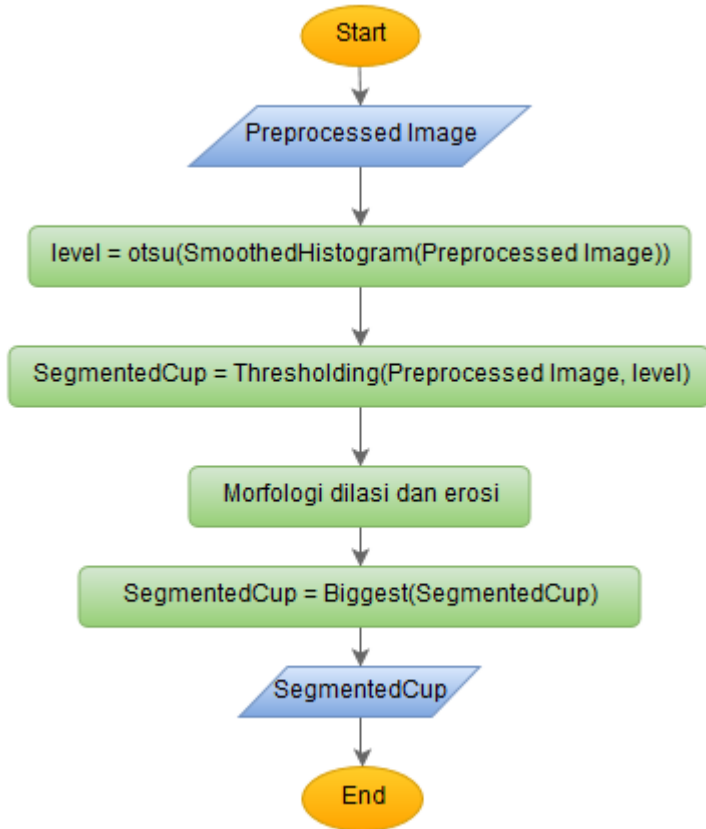 Start
Preprocessed Image
level = otsu(SmoothedHistogram(Preprocessed Image))
SegmentedCup = Thresholding(Preprocessed Image, level)
Morfologi dilasi dan erosi
SegmentedCup = Biggest(SegmentedCup)
SegmentedCup
End